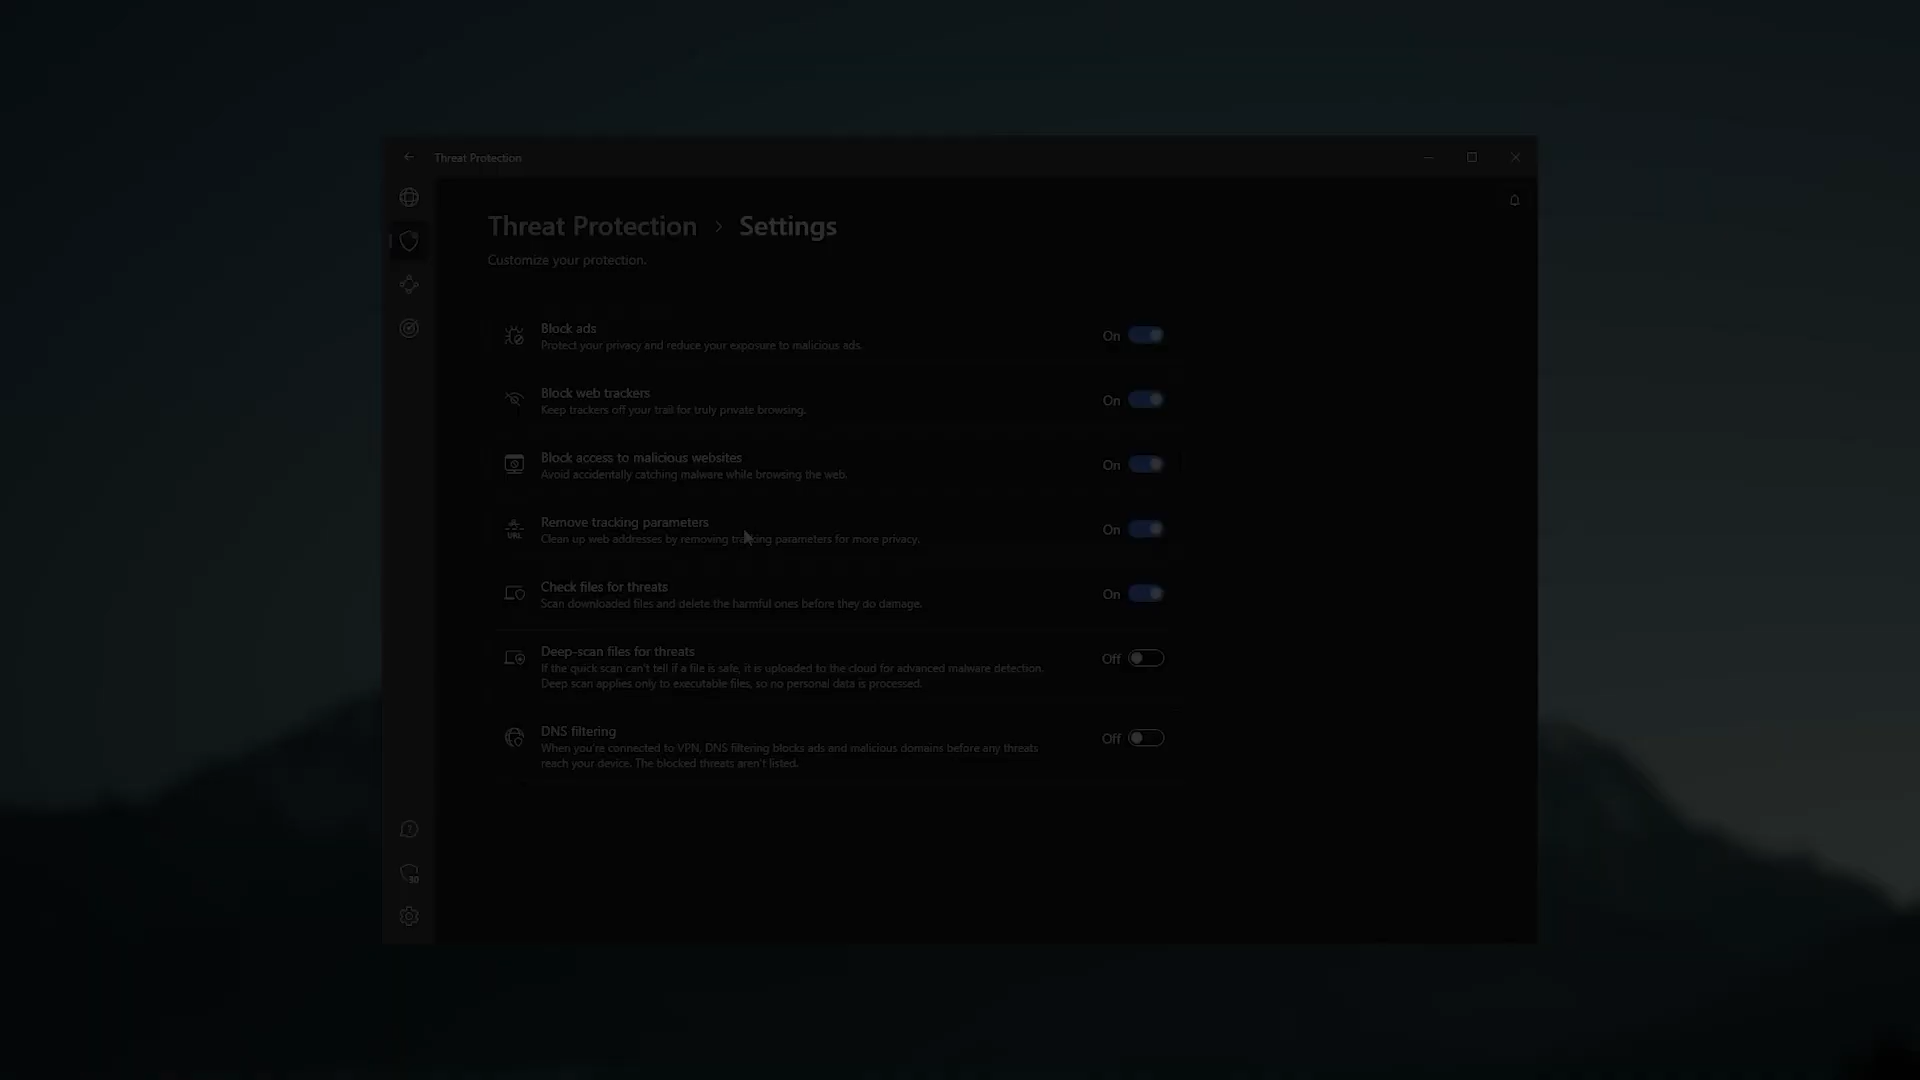 Threat Protection
Threat Protection > Settings
Customize your protection.
Block ads
Protect your privacy and reduce your exposure to malicious ads.
On
Block web trackers
Keep trackers off your trail for truly private browsing.
On
Block access to malicious websites
Avoid accidentally catching malware while browsing the web.
On
Remove tracking parameters
Clean up web addresses by removing tracking parameters for more privacy.
On
URL
Check files for threats
Scan downloaded files and delete the harmful ones before they do damage.
On
Deep-scan files for threats
If the quick scan can't tell if a file is safe, it is uploaded to the cloud for advanced malware detection.
Deep scan applies only to executable files, so no personal data is processed.
Off
DNS filtering
When you're connected to VPN, DNS filtering blocks ads and malicious domains before any threats
reach your device. The blocked threats aren't listed.
Off
30